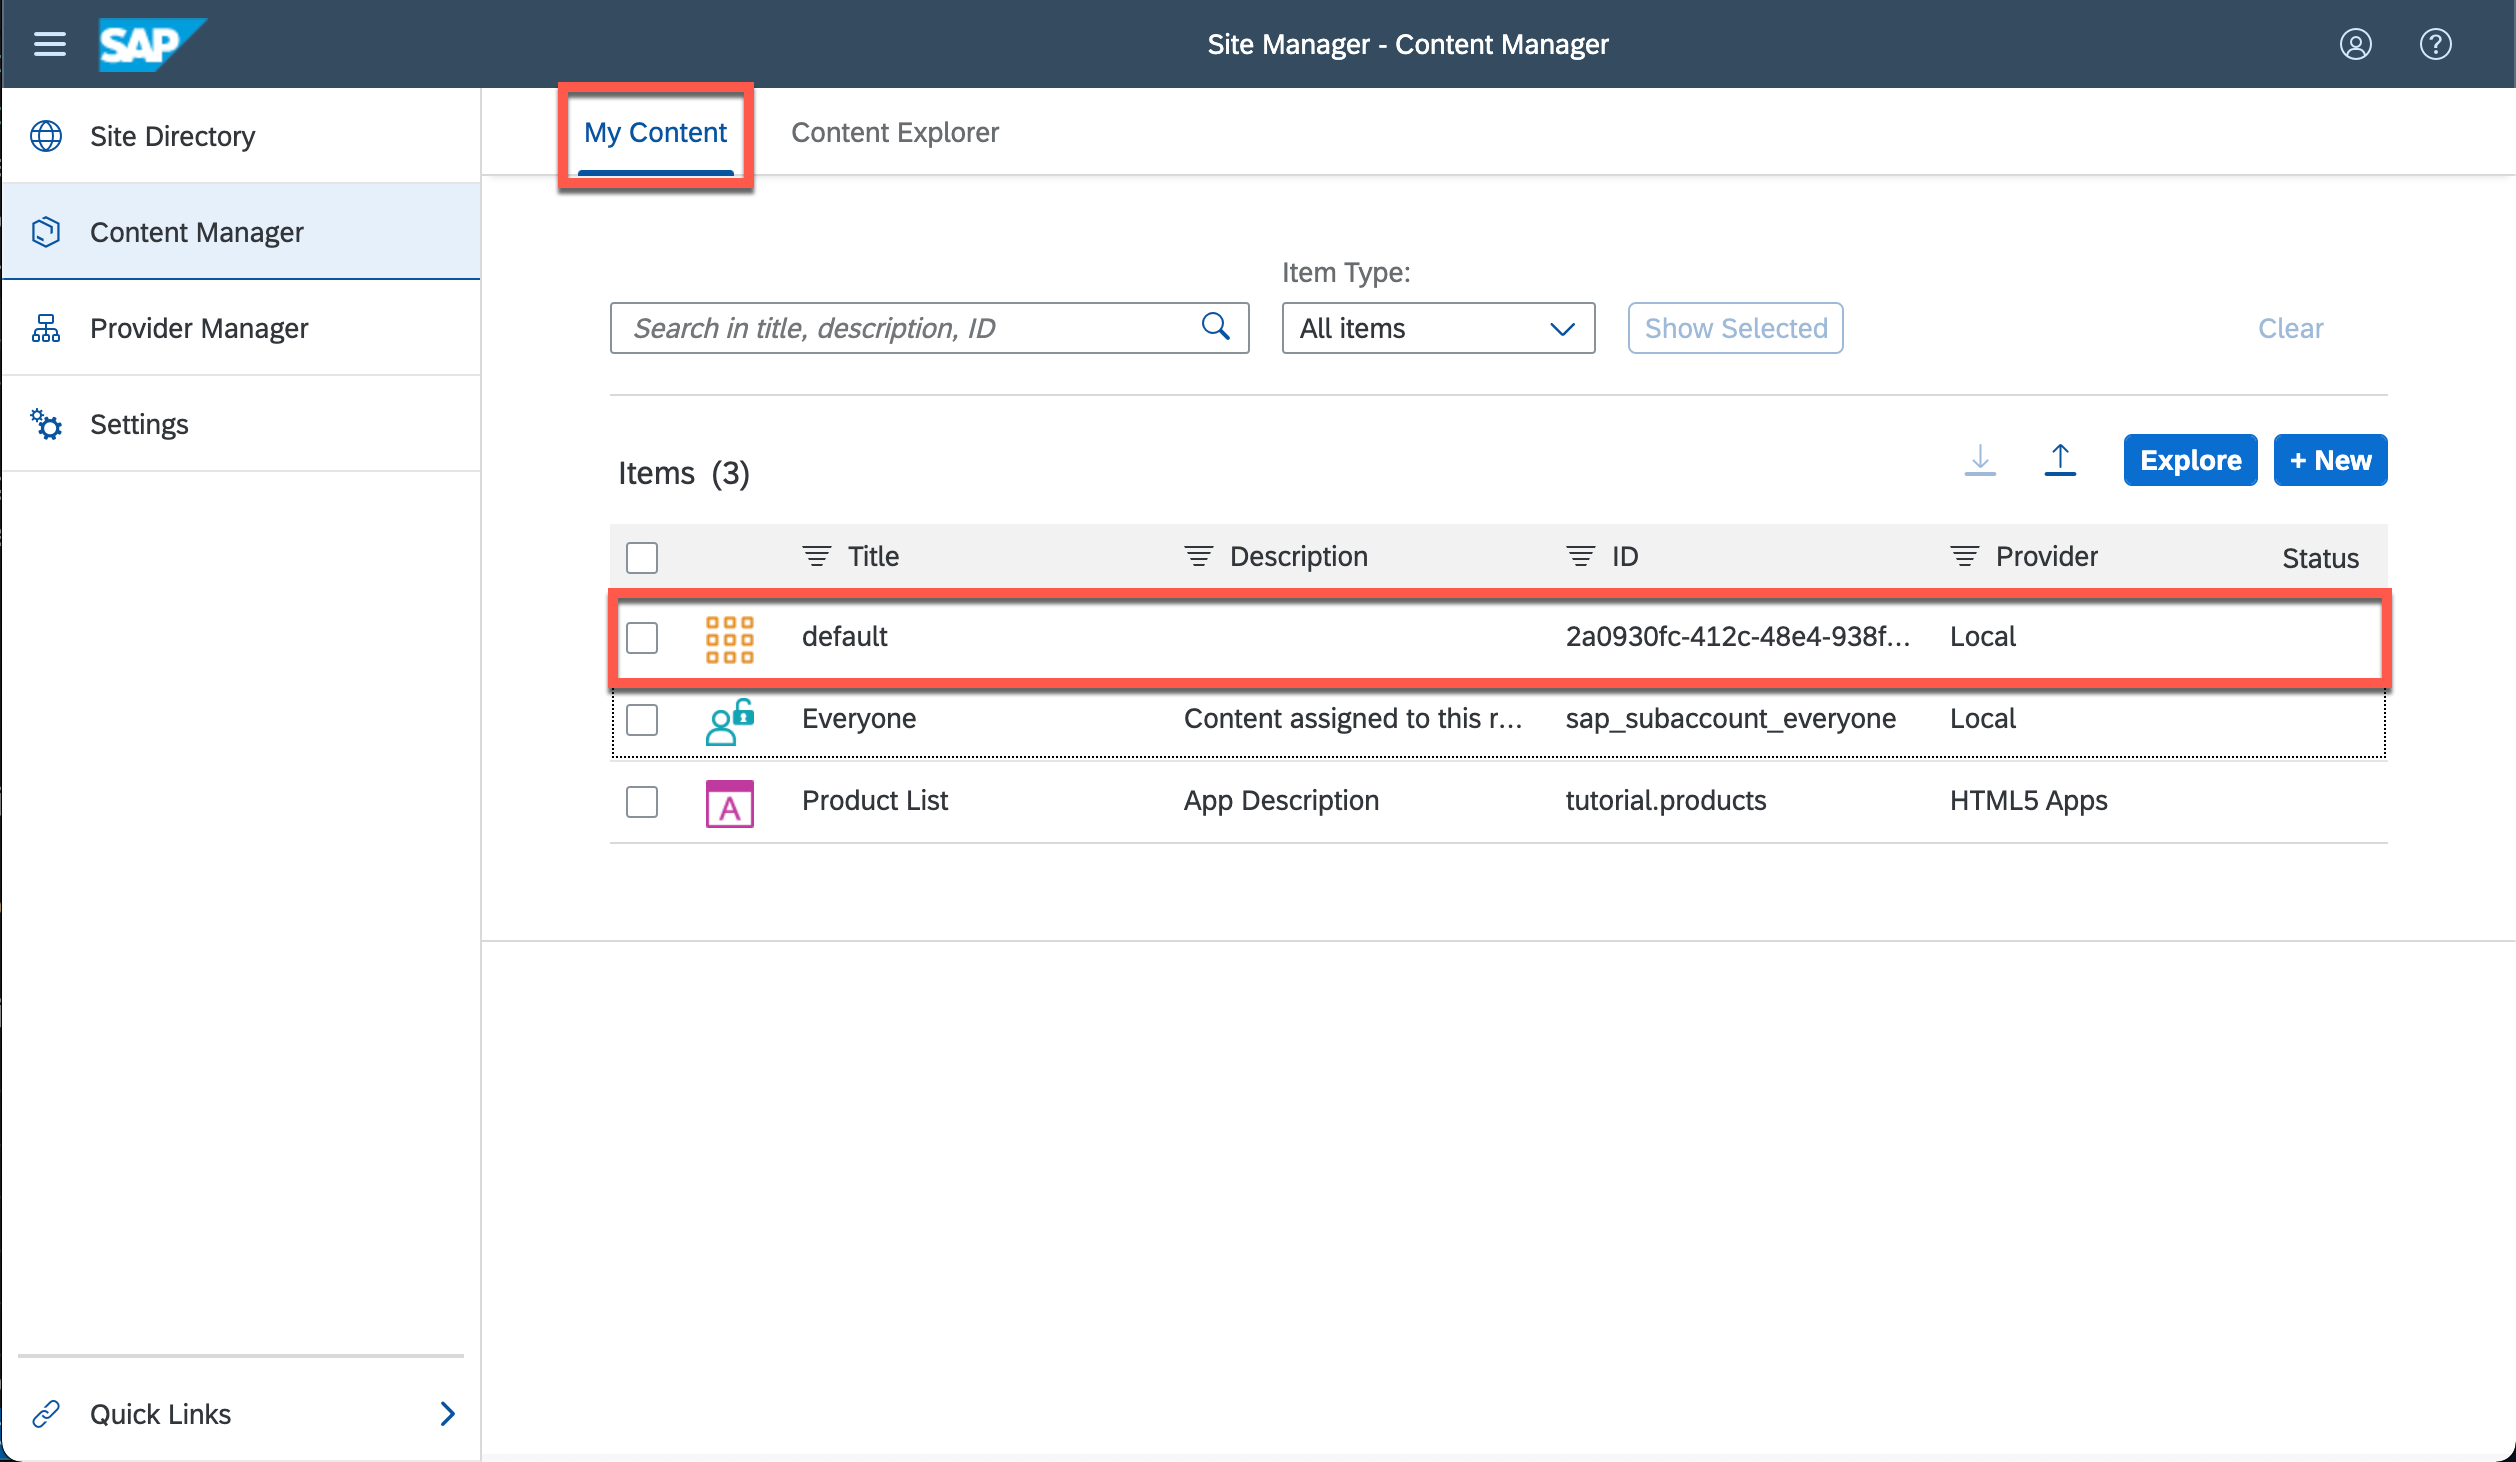 SAP
Site Manager - Content Manager
Site Directory
Content Manager
Provider Manager
Settings
Quick Links
My Content
Content Explorer
Item Type:
Search in title, description, ID
All items
Show Selected
Clear
Items (3)
Explore
+ New
Title Description ID Provider Status
default 2a0930fc-412c-48e4-938f... Local
Everyone Content assigned to this r... sap_subaccount_everyone Local
A Product List App Description tutorial.products HTML5 Apps